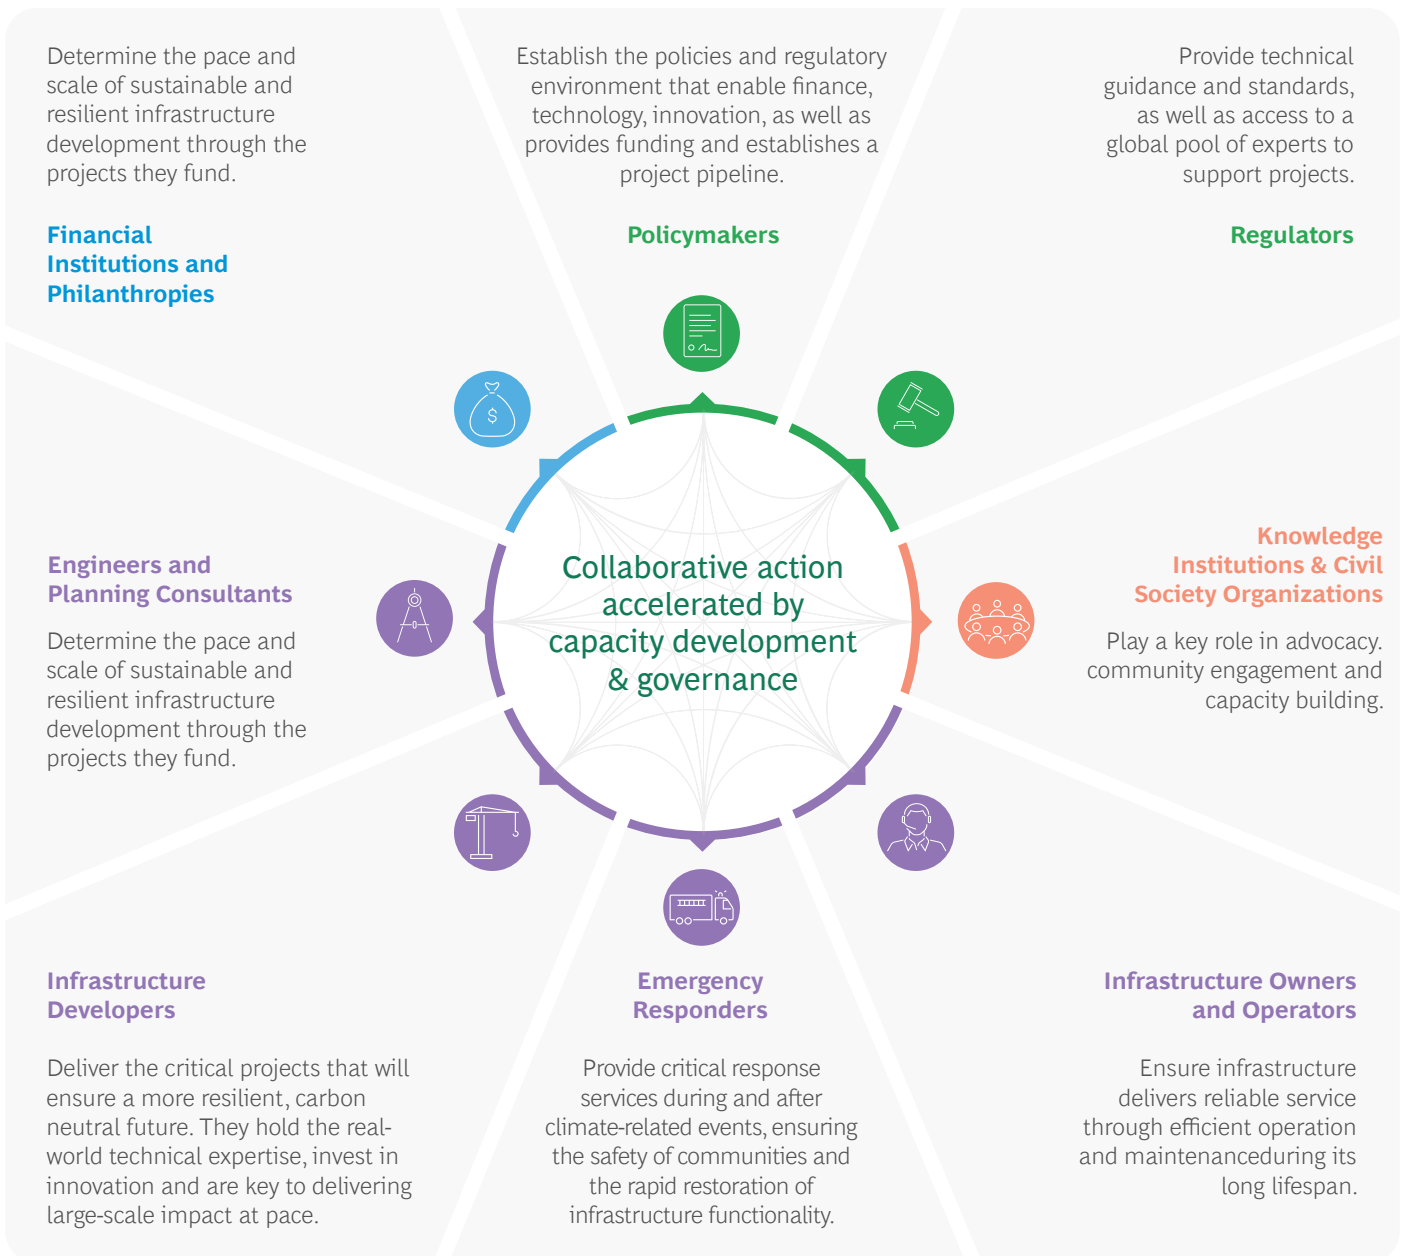 Determine the pace and
scale of sustainable and
resilient infrastructure
development through the
projects they fund.
Financial
Institutions and
Philanthropies
Establish the policies and regulatory
environment that enable finance,
technology, innovation, as well as
provides funding and establishes a
project pipeline.
Policymakers
Provide technical
guidance and standards,
as well as access to a
global pool of experts to
support projects.
Regulators
$
Engineers and
Planning Consultants
Determine the pace and
scale of sustainable and
resilient infrastructure
development through the
projects they fund.
Collaborative action
accelerated by
capacity development
& governance
Knowledge
Institutions & Civil
Society Organizations
Play a key role in advocacy.
community engagement and
capacity building.
Infrastructure
Developers
Deliver the critical projects that will
ensure a more resilient, carbon
neutral future. They hold the real-
world technical expertise, invest in
innovation and are key to delivering
large-scale impact at pace.
Emergency
Responders
Provide critical response
services during and after
climate-related events, ensuring
the safety of communities and
the rapid restoration of
infrastructure functionality.
Infrastructure Owners
and Operators
Ensure infrastructure
delivers reliable service
through efficient operation
and maintenanceduring its
long lifespan.